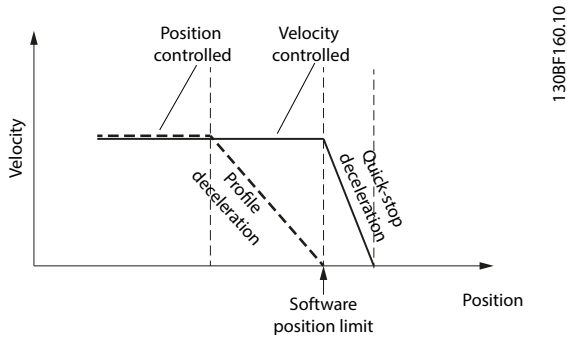 130BF160.10
Position
controlled
Velocity
controlled
Velocity
Profile
deceleration
Quick-stop
deceleration
Software
position limit
Position